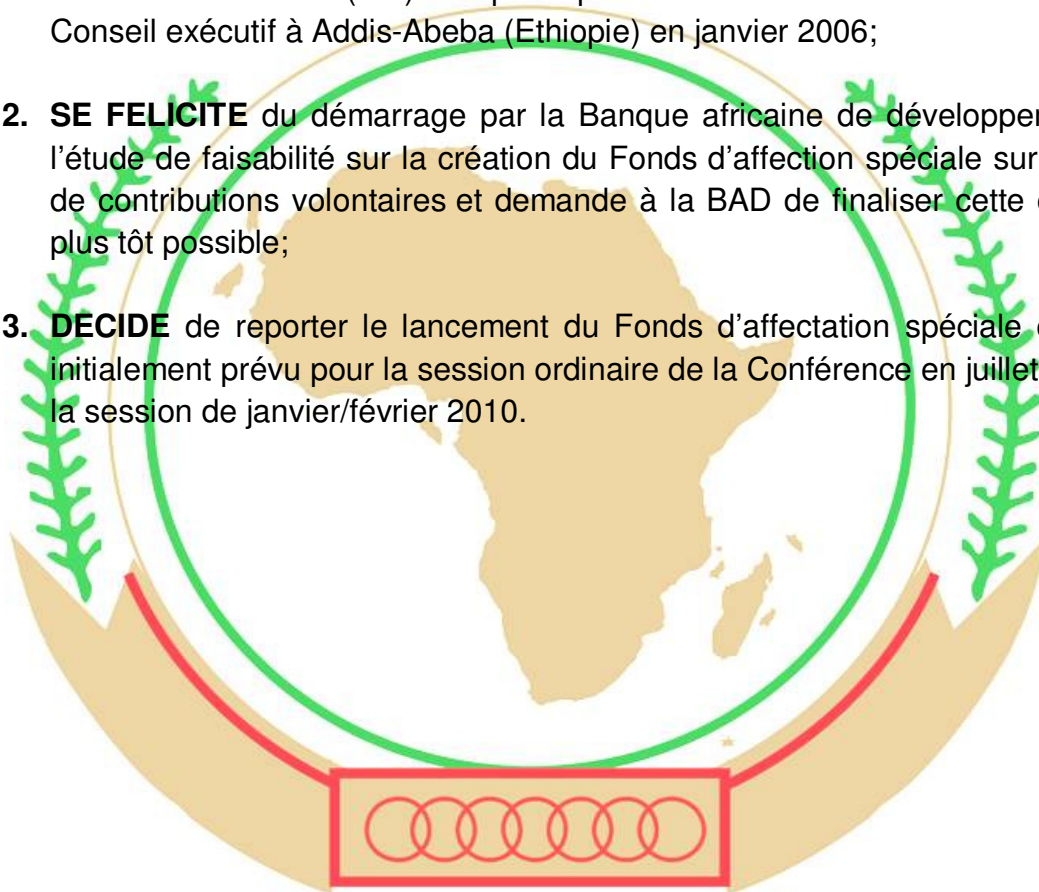 Conseil exécutif à Addis-Abeba (Ethiopie) en janvier 2006;
2. SE FELICITE du démarrage par la Banque africaine de développe
l'étude de faisabilité sur la création du Fonds d'affection spéciale sur
de contributions volontaires et demande à la BAD de finaliser cette
plus tôt possible;
3. DECIDE de reporter le lancement du Fonds d'affectation spéciale
initialement prévu pour la session ordinaire de la Conférence en juillet
la session de janvier/février 2010.